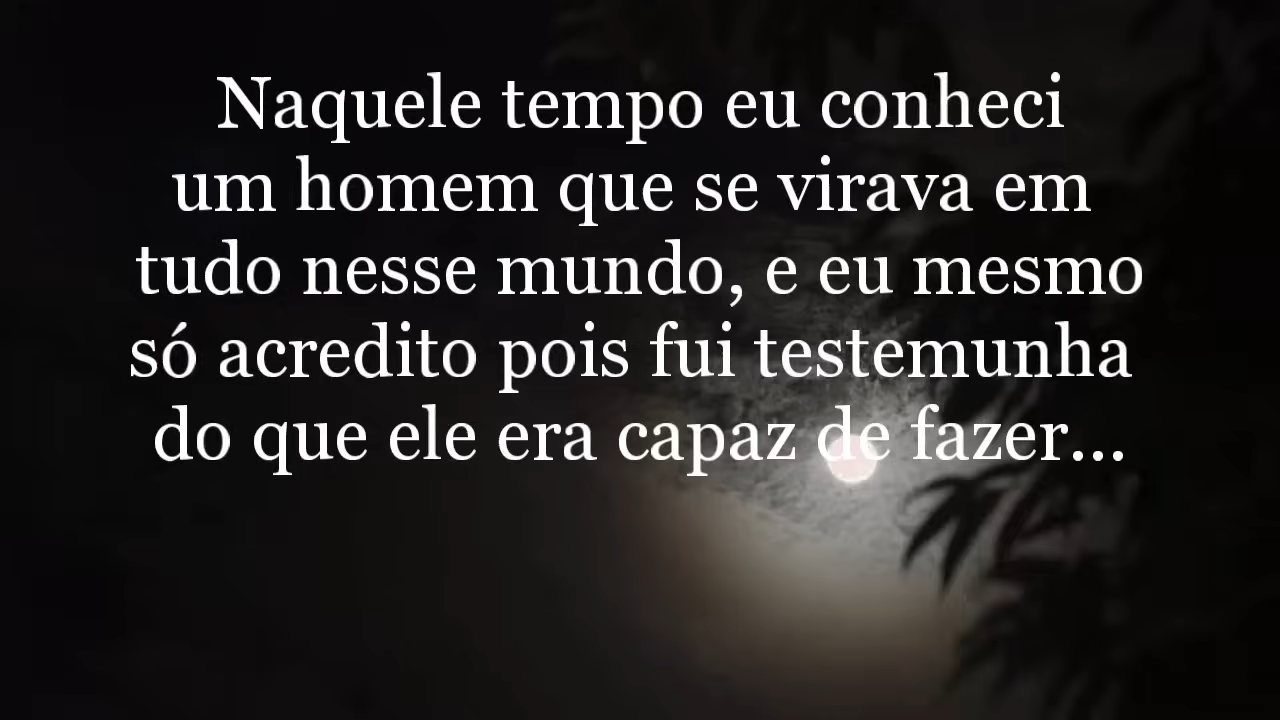 Naquele tempo eu conheci
um homem que se virava em
tudo nesse mundo, e eu mesmo
só acredito pois fui testemunha
do que ele era capaz de fazer...